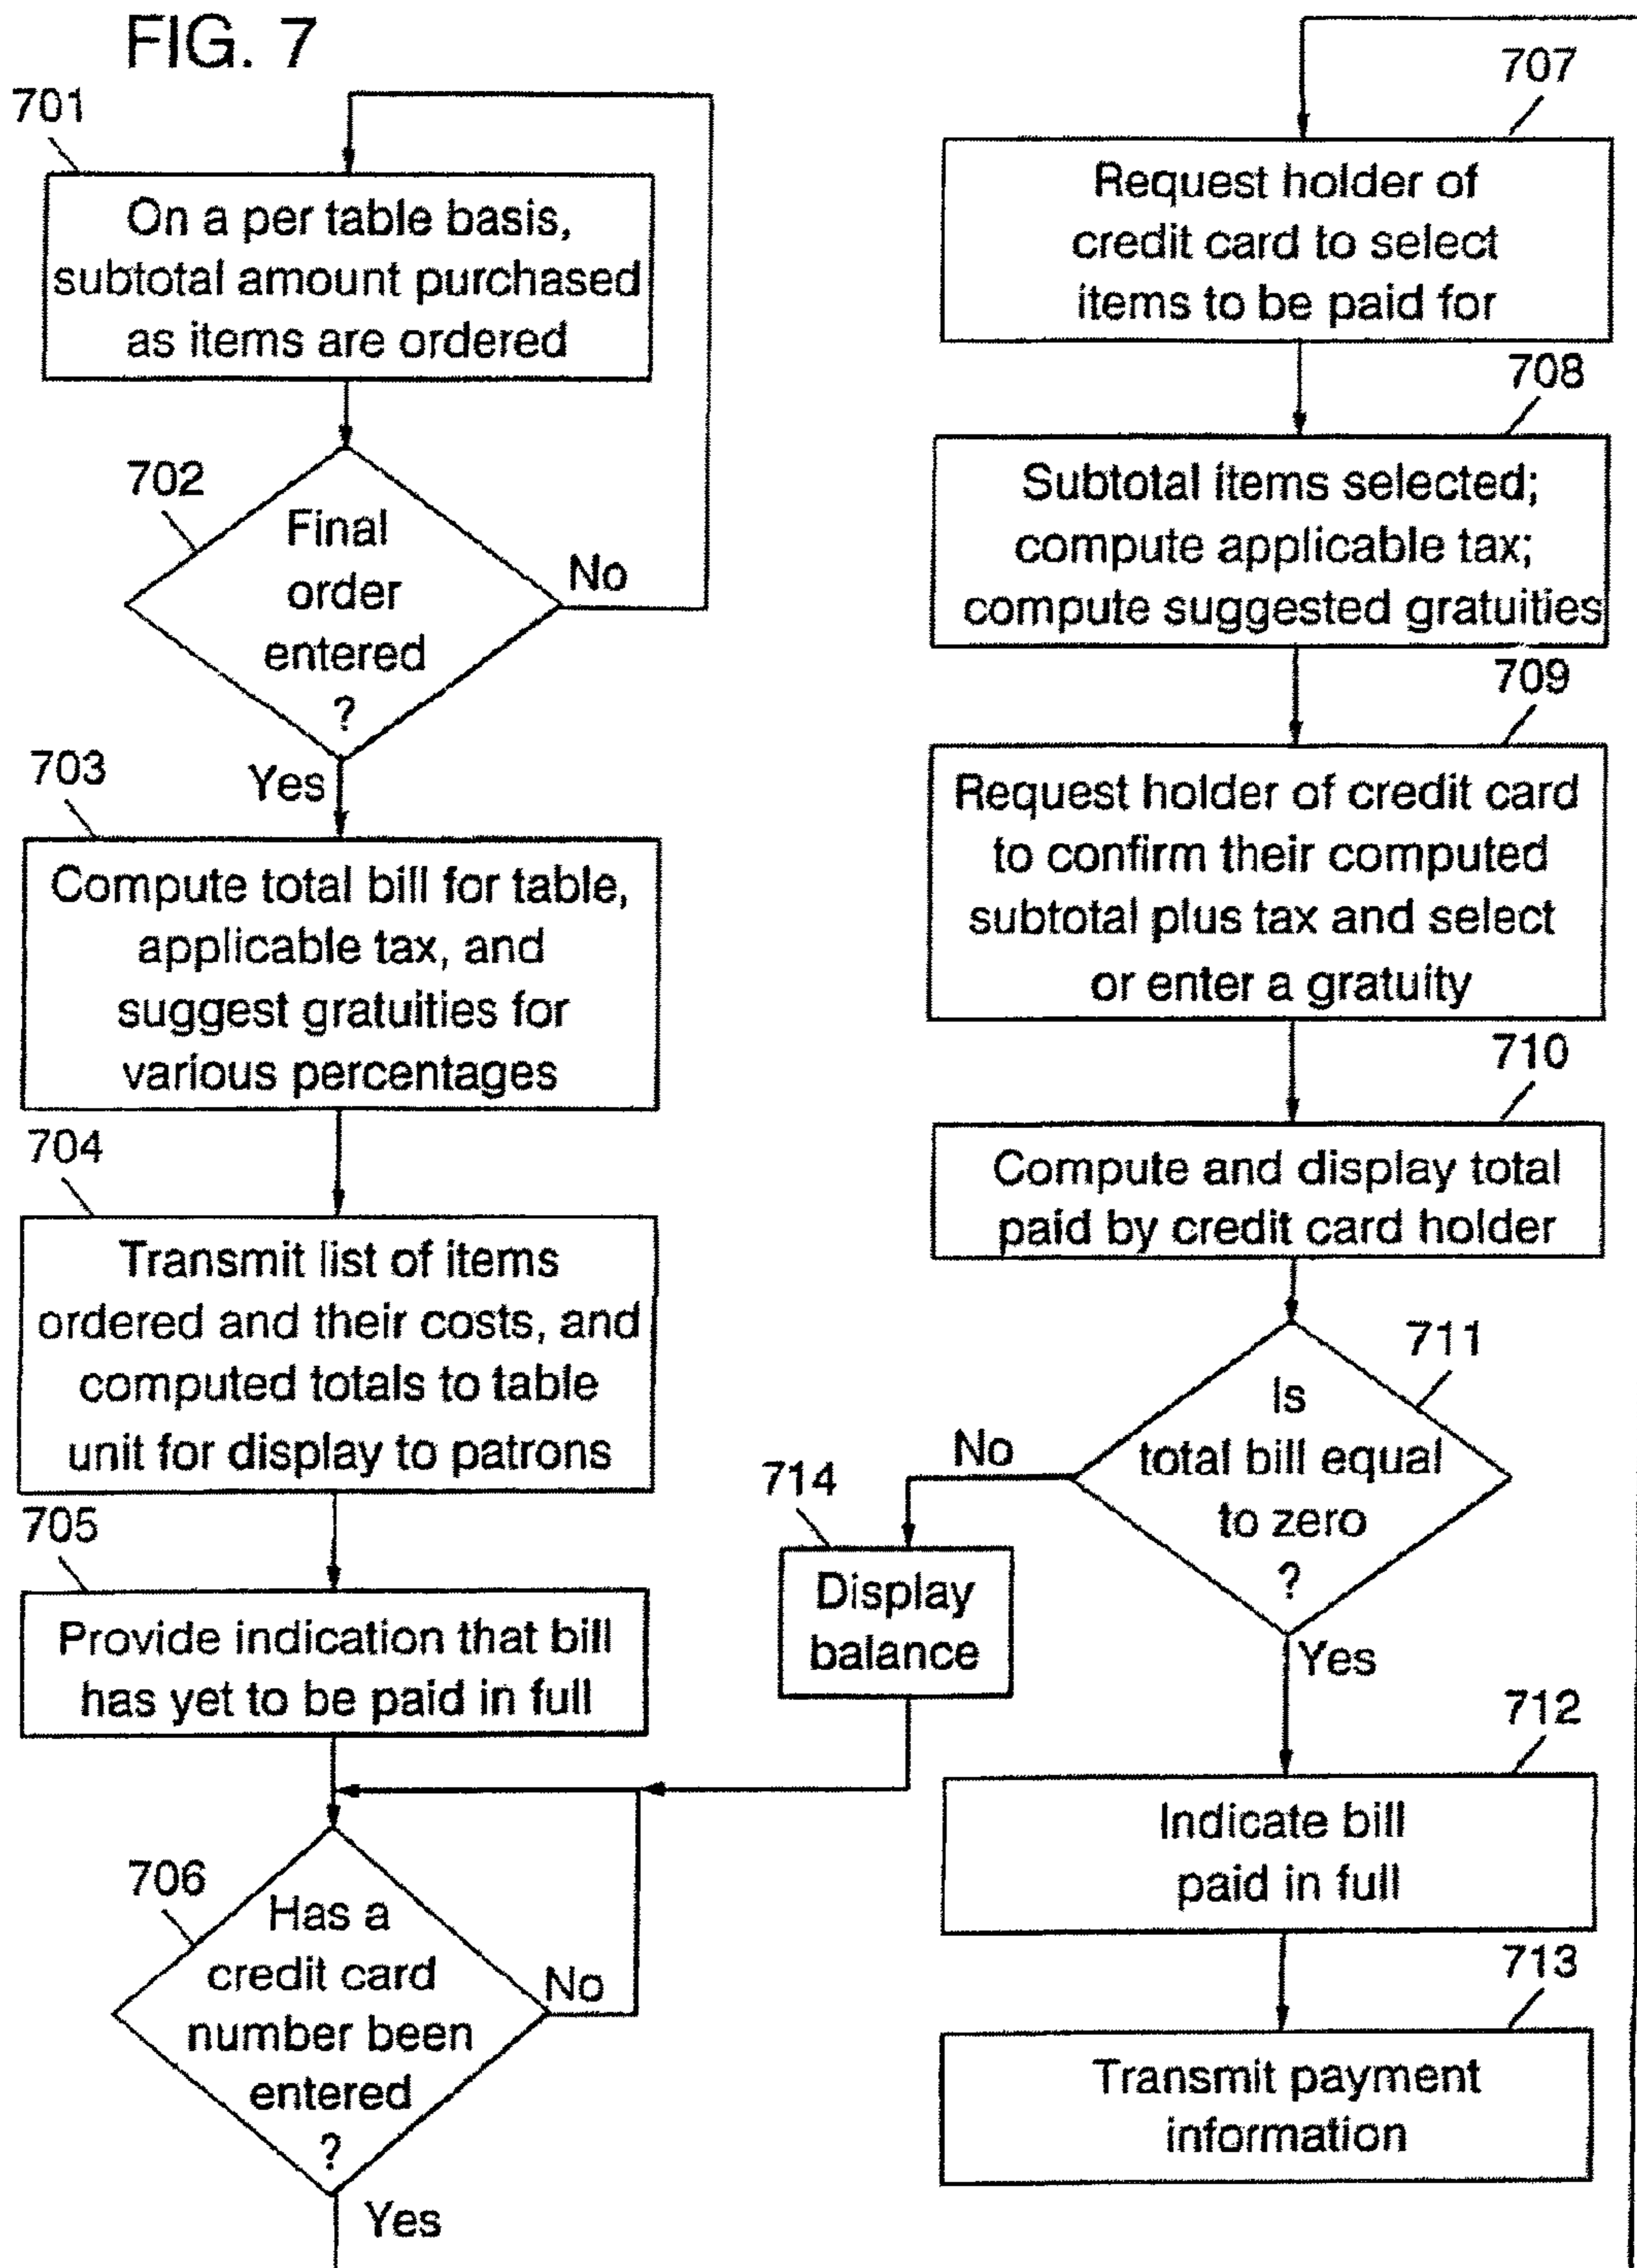 FIG. 7
701
On a per table basis,
subtotal amount purchased
as items are ordered
702
Final
order
entered
?
No
Yes
703
Compute total bill for table,
applicable tax, and
suggest gratuities for
various percentages
704
Transmit list of items
ordered and their costs, and
computed totals to table
unit for display to patrons
705
Provide indication that bill
has yet to be paid in full
706
Has a
credit card
number been
entered
?
No
Yes
707
Request holder of
credit card to select
items to be paid for
708
Subtotal items selected;
compute applicable tax;
compute suggested gratuities
709
Request holder of credit card
to confirm their computed
subtotal plus tax and select
or enter a gratuity
710
Compute and display total
paid by credit card holder
711
Is
total bill equal
to zero
?
No
714
Display
balance
Yes
712
Indicate bill
paid in full
713
Transmit payment
information